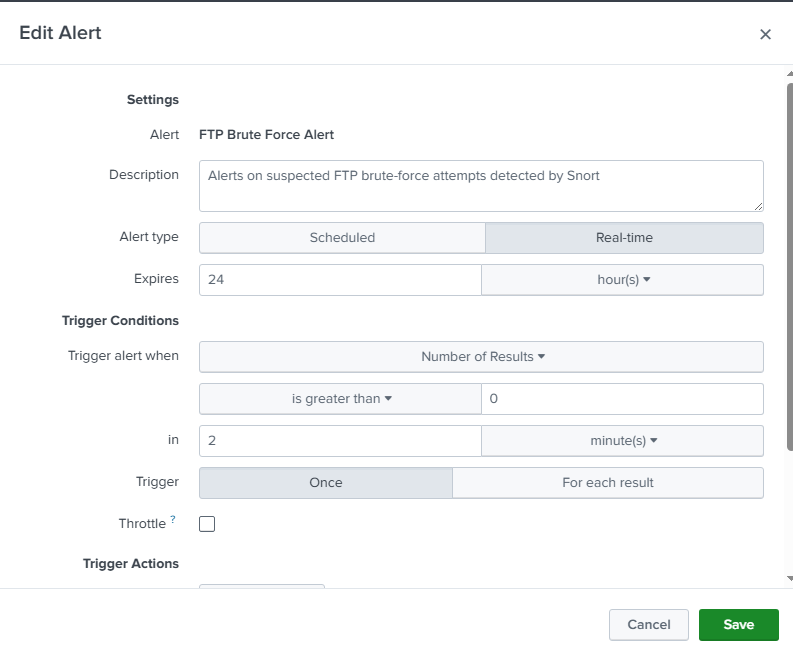 Edit Alert
Settings
Alert FTP Brute Force Alert
Description Alerts on suspected FTP brute-force attempts detected by Snort
Alert type Scheduled Real-time
Expires 24 hour(s)
Trigger Conditions
Trigger alert when Number of Results
is greater than 0
in 2 minute(s)
Trigger Once For each result
Throttle ?
Trigger Actions
Cancel Save